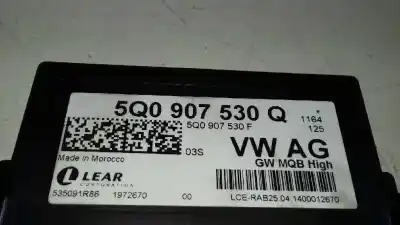 5Q0 907 530 Q
5Q0 907 530 F
*
1164
125
03S
VW AG
GW MQB High
Made in Morocco
LEAR
CORPORATION
535091R86 1972670 00 LCE-RAB25.04 1400012670